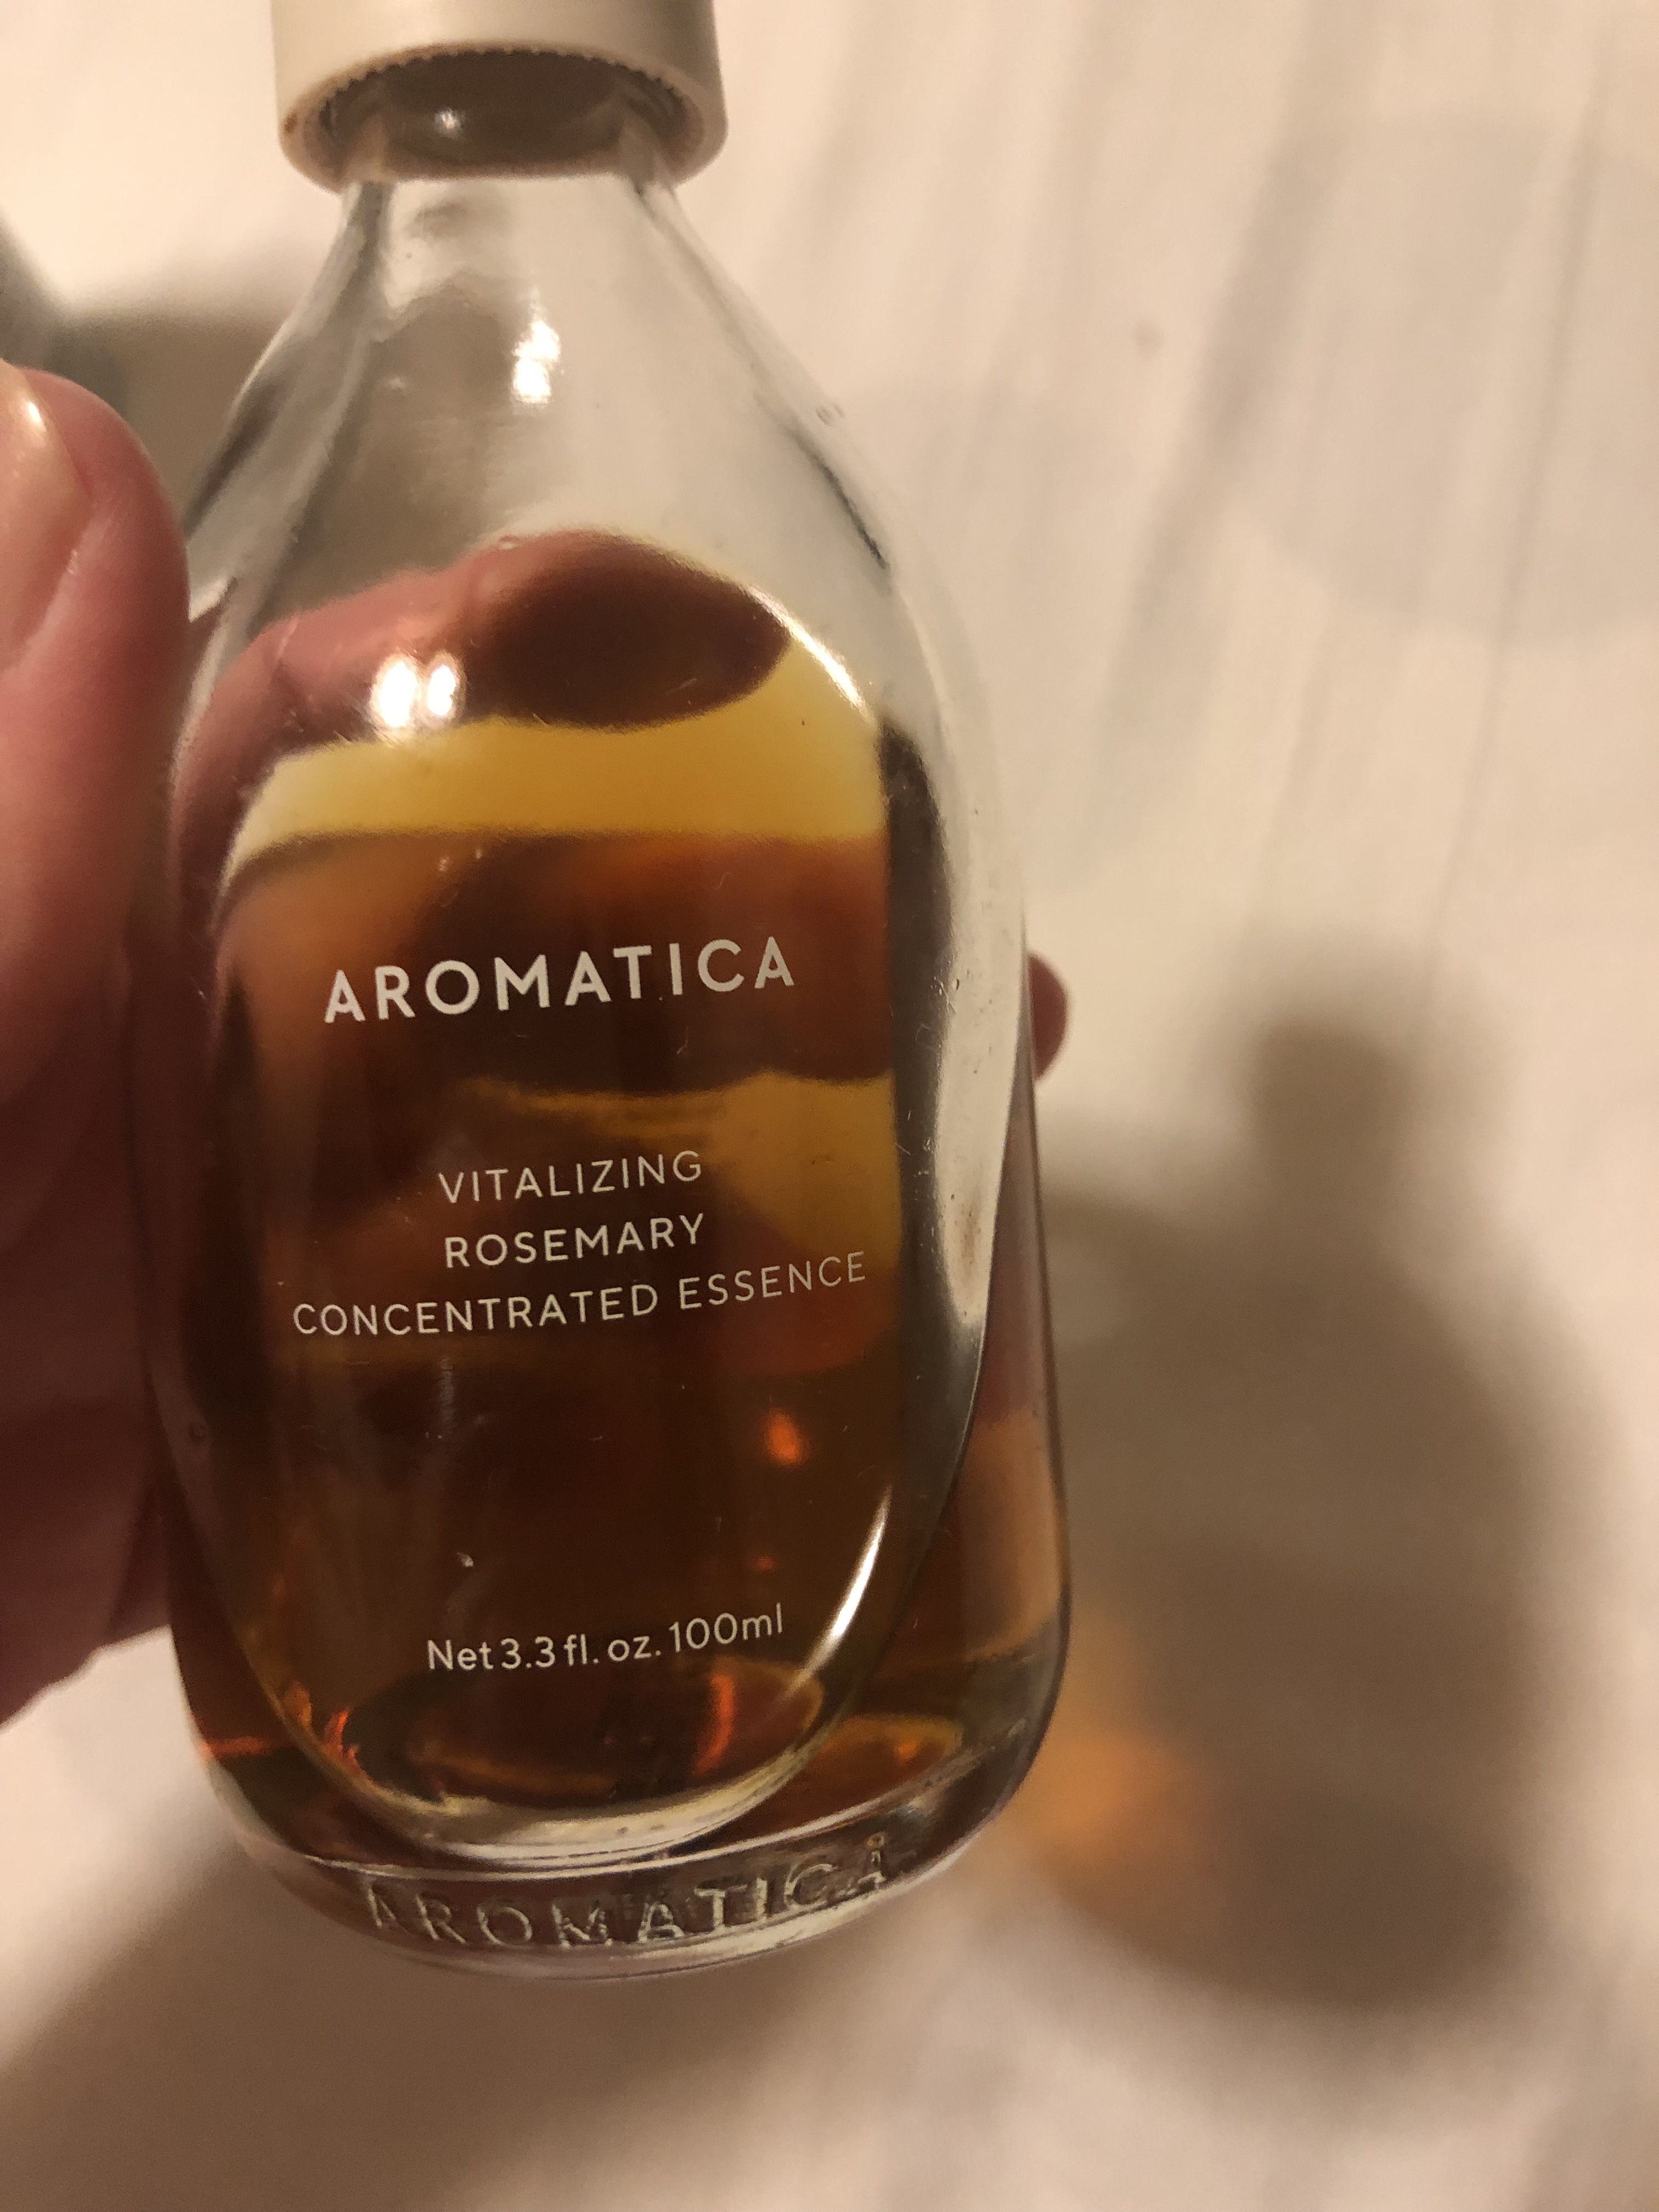 AROMATICA
VITALIZING
ROSEMARY
CONCENTRATED ESSENCE
Net 3.3 fl. oz. 100ml
AROMATICA